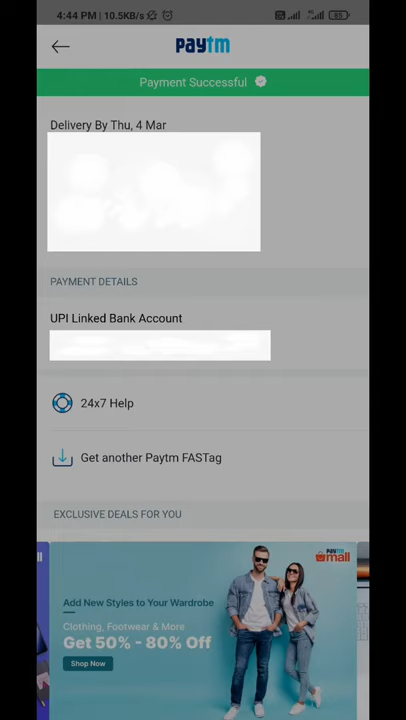 4:44 PM | 10.5KB/s
85
paytm
Payment Successful
Delivery By Thu, 4 Mar
PAYMENT DETAILS
UPI Linked Bank Account
24x7 Help
Get another Paytm FASTag
EXCLUSIVE DEALS FOR YOU
ll
PAYTM
mall
Add New Styles to Your Wardrobe
Clothing, Footwear & More
Get 50% - 80% Off
Shop Now